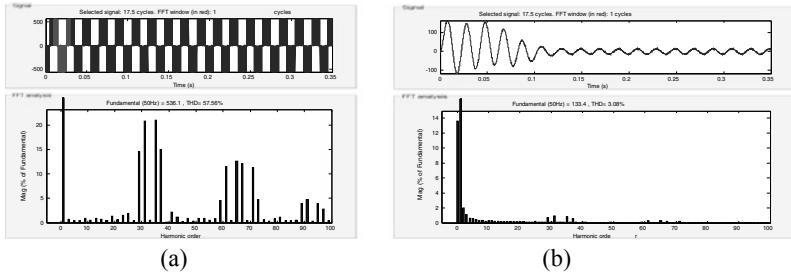 Signal
Selected signal: 17.5 cycles. FFT window (in red): 1 cycles
500
0
-500
0 0.05 0.1 0.15 0.2 0.25 0.3 0.35
Time (s)
FFT analysis
Fundamental (50Hz) = 536.1 , THD= 57.56%
Mag (% of Fundamental)
20
15
10
5
0
0 10 20 30 40 50 60 70 80 90 100
Harmonic order
(a)
Signal
Selected signal: 17.5 cycles. FFT window (in red): 1 cycles
100
0
-100
0 0.05 0.1 0.15 0.2 0.25 0.3 0.35
Time (s)
FFT analysis
Fundamental (50Hz) = 133.4 , THD= 3.08%
Mag (% of Fundamental)
14
12
10
8
6
4
2
0
0 10 20 30 40 50 60 70 80 90 100
Harmonic orde r
(b)